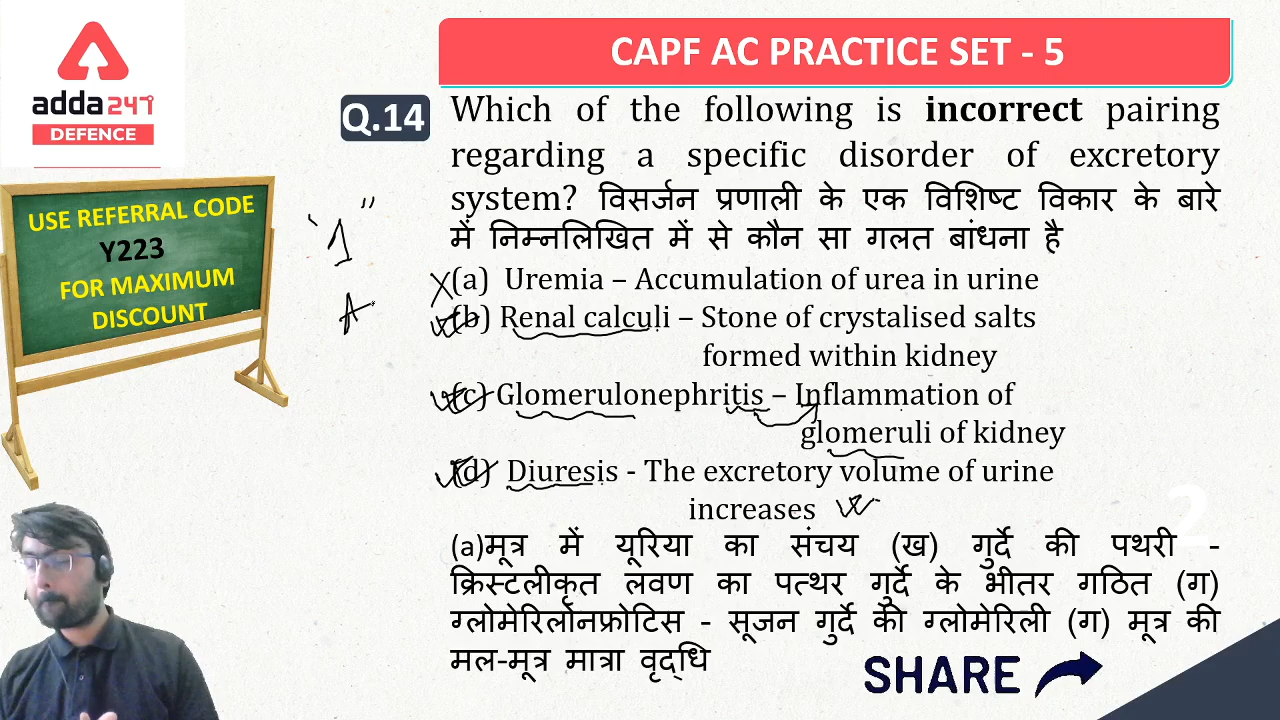 adda247
DEFENCE
USE REFERRAL CODE
Y223
FOR MAXIMUM
DISCOUNT
CAPF AC PRACTICE SET - 5
Q.14 Which of the following is incorrect pairing
regarding a specific disorder of excretory
system? विसर्जन प्रणाली के एक विशिष्ट विकार के बारे
में निम्नलिखित में से कौन सा गलत बांधना है
"1"
A
(a) Uremia – Accumulation of urea in urine
(b) Renal calculi – Stone of crystalised salts
formed within kidney
(c) Glomerulonephritis – Inflammation of
glomeruli of kidney
(d) Diuresis - The excretory volume of urine
increases
2
(a)मूत्र में यूरिया का संचय (ख) गुर्दे की पथरी -
क्रिस्टलीकृत लवण का पत्थर गुर्दे के भीतर गठित (ग)
ग्लोमेरिलोनफ्रोटिस - सूजन गुर्दे की ग्लोमेरिली (ग) मूत्र की
मल-मूत्र मात्रा वृद्धि
SHARE